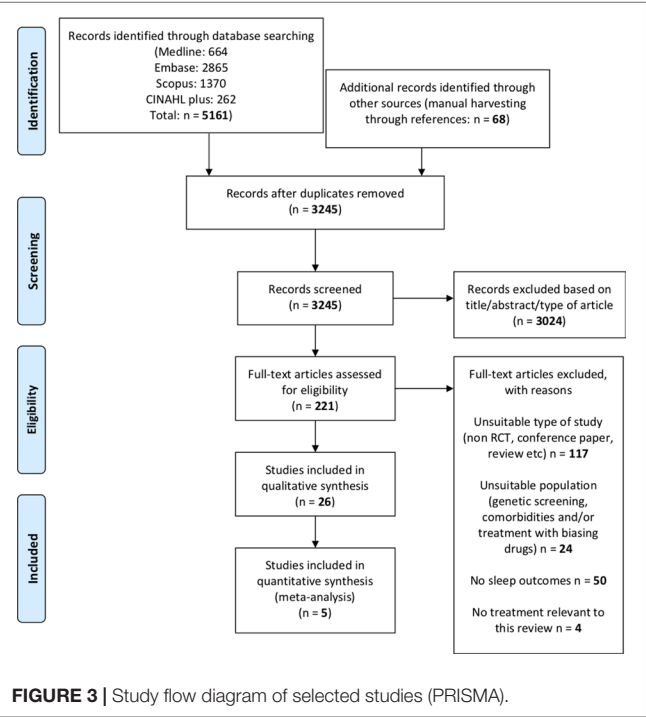 Identification
Records identified through database searching
(Medline: 664
Embase: 2865
Scopus: 1370
CINAHL plus: 262
Total: n = 5161)
Additional records identified through
other sources (manual harvesting
through references: n = 68)
Records after duplicates removed
(n = 3245)
Screening
Records screened
(n = 3245)
Records excluded based on
title/abstract/type of article
(n = 3024)
Eligibility
Full-text articles assessed
for eligibility
(n = 221)
Full-text articles excluded,
with reasons
Unsuitable type of study
(non RCT, conference paper,
review etc) n = 117
Unsuitable population
(genetic screening,
comorbidities and/or
treatment with biasing
drugs) n = 24
No sleep outcomes n = 50
No treatment relevant to
this review n = 4
Studies included in
qualitative synthesis
(n = 26)
Included
Studies included in
quantitative synthesis
(meta-analysis)
(n = 5)
FIGURE 3 | Study flow diagram of selected studies (PRISMA).